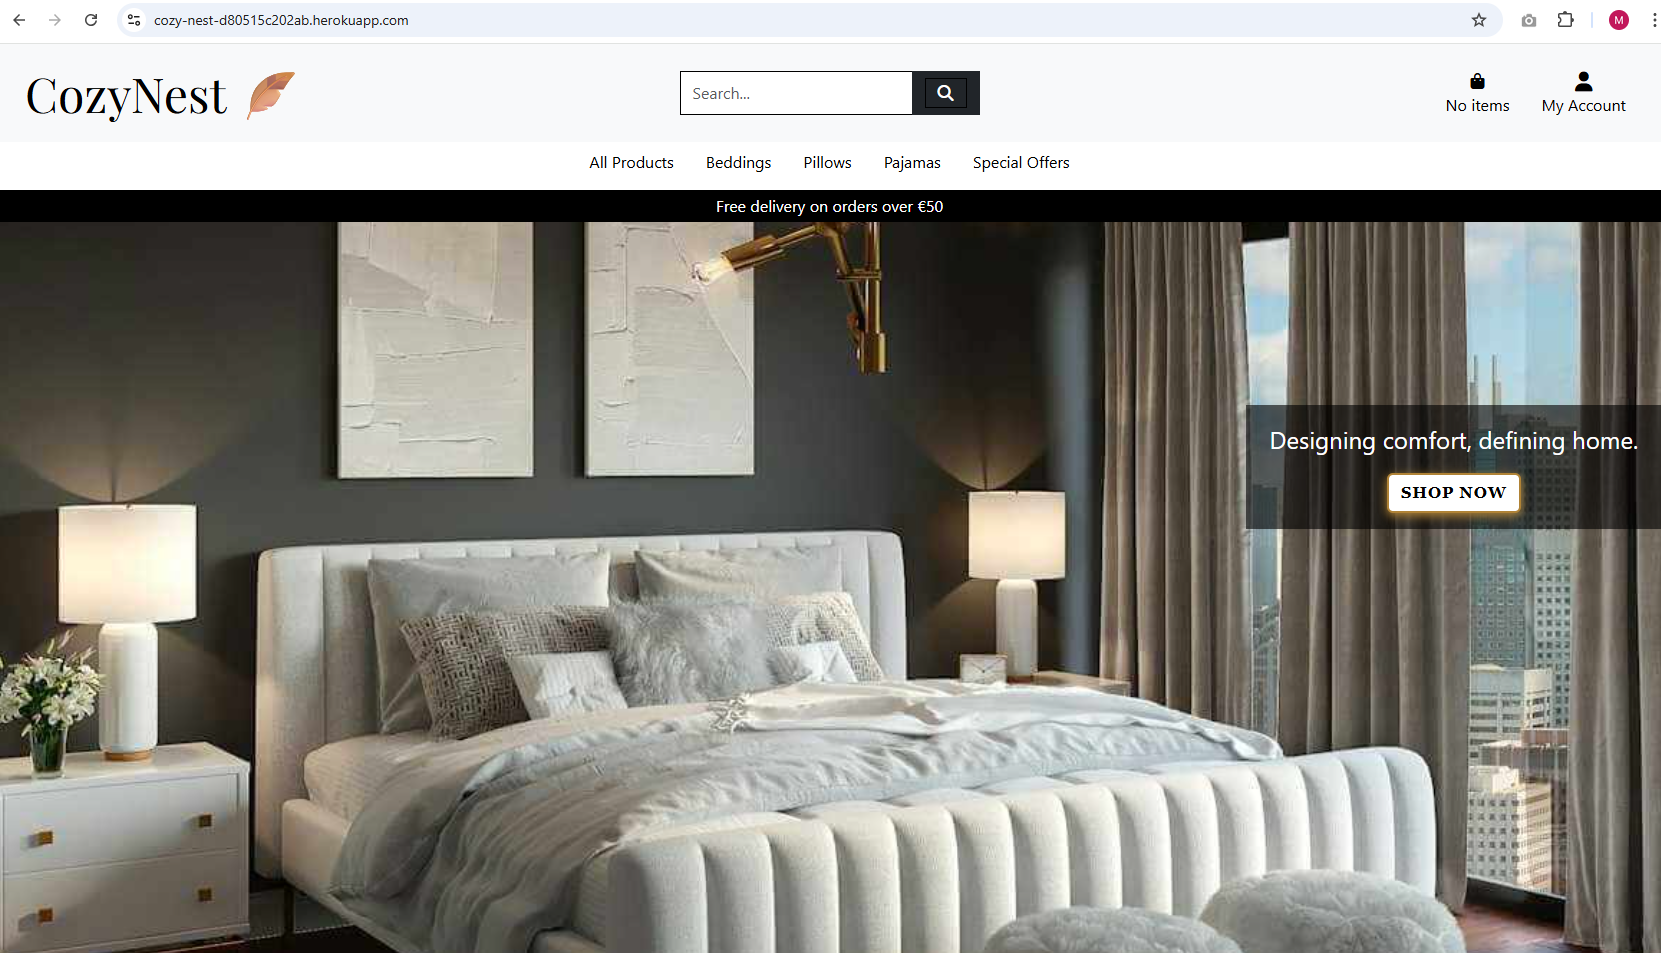 cozy-nest-d80515c202ab.herokuapp.com
M
CozyNest
Search...
No items
My Account
All Products
Beddings
Pillows
Pajamas
Special Offers
Free delivery on orders over €50
Designing comfort, defining home.
SHOP NOW